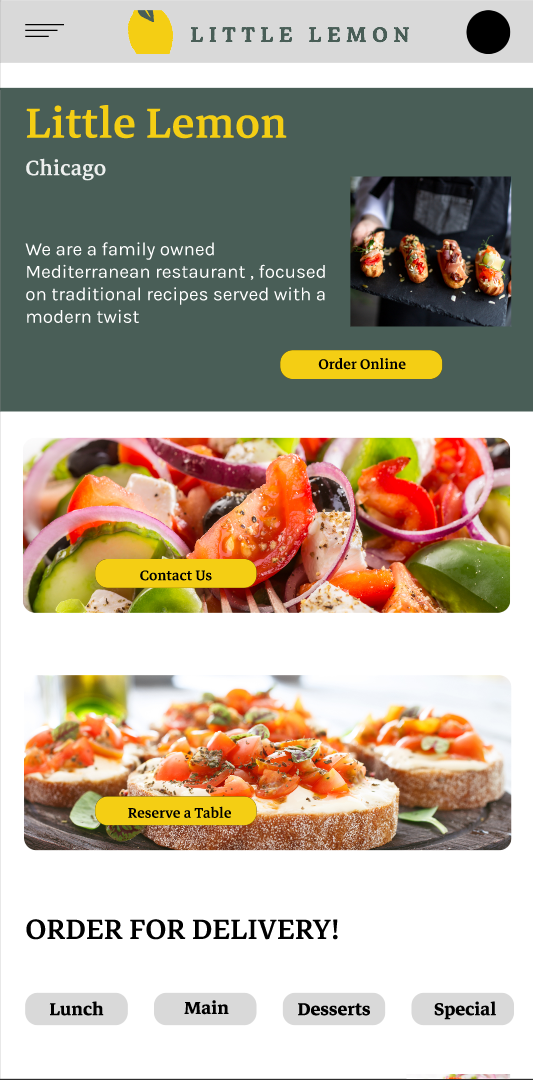 LITTLE LEMON
Little Lemon
Chicago
We are a family owned
Mediterranean restaurant , focused
on traditional recipes served with a
modern twist
Order Online
Contact Us
Reserve a Table
ORDER FOR DELIVERY!
Lunch Main Desserts Special